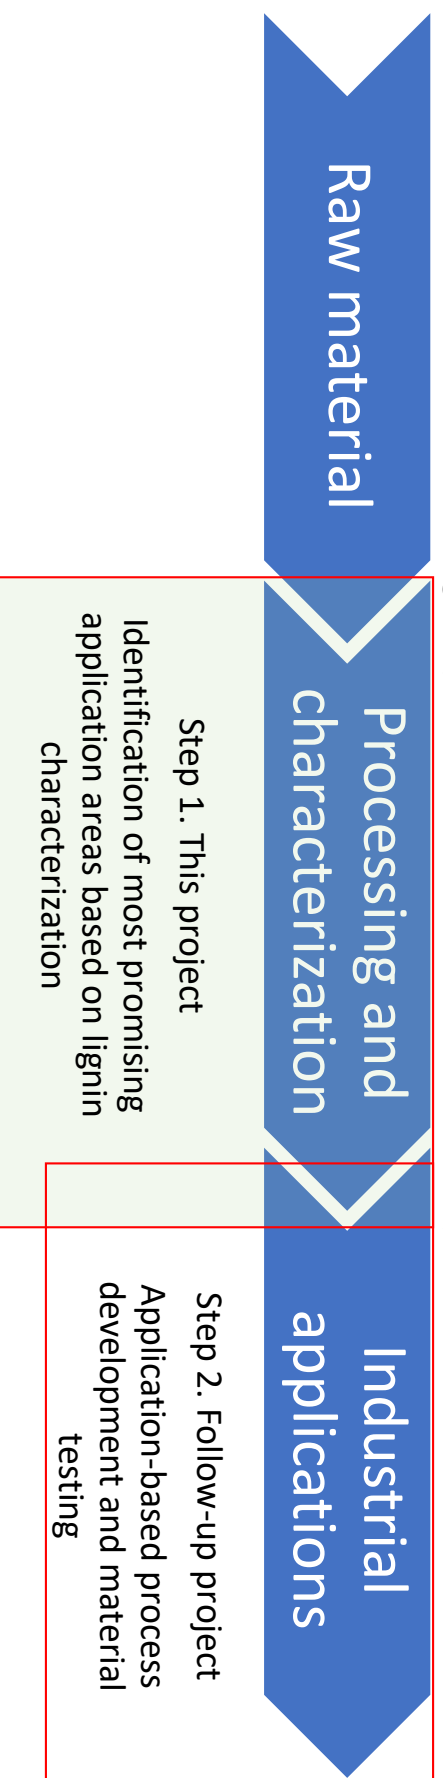 Raw material
Processing and
characterization
Industrial
applications
Step 1. This project
Identification of most promising
application areas based on lignin
characterization
Step 2. Follow-up project
Application-based process
development and material
testing